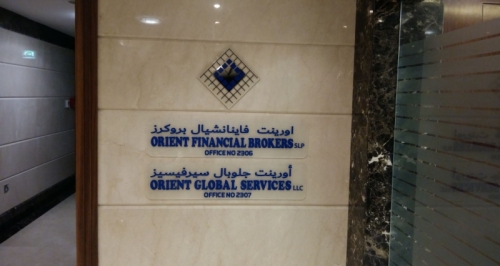 اورينت فاينانشيال بروكرز
ORIENT FINANCIAL BROKERS SLP
OFFICE NO 2306
أورينت جلوبال سيرفيسيز
ORIENT GLOBAL SERVICES LLC
OFFICE NO 2307